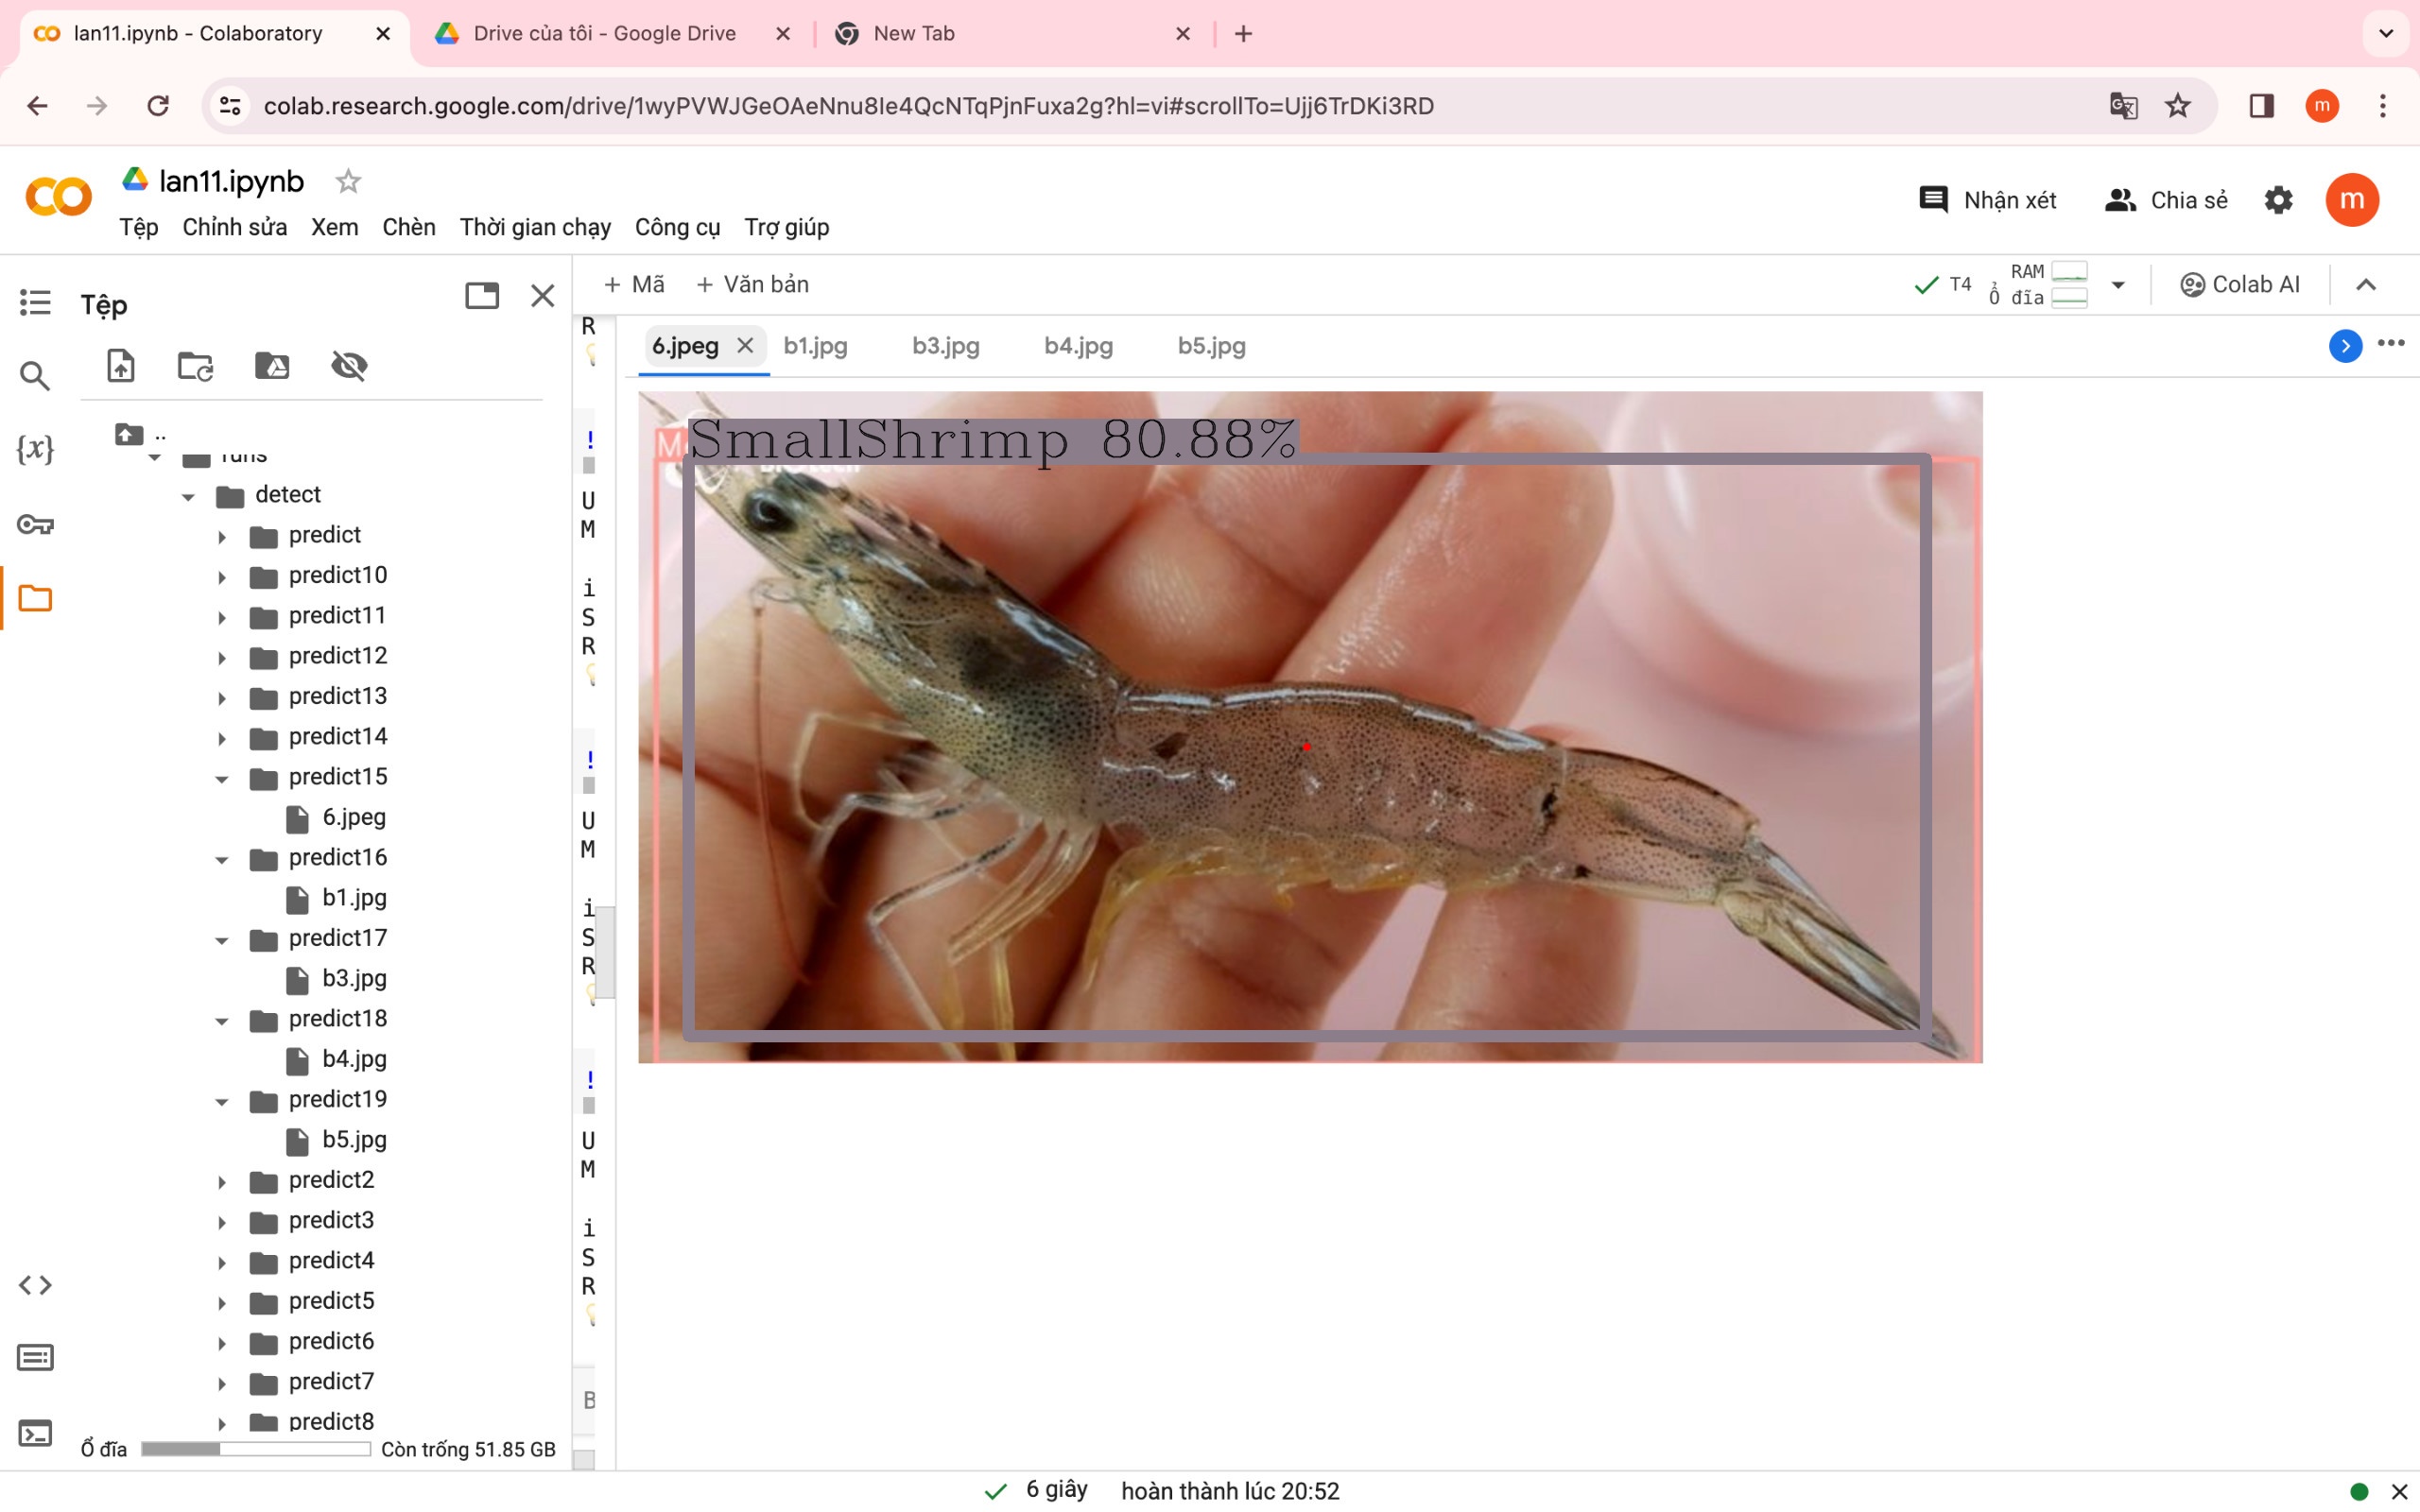 lan11.ipynb - Colaboratory
Drive của tôi - Google Drive
New Tab
colab.research.google.com/drive/1wyPVWJGeOAeNnu8Ie4QcNTqPjnFuxa2g?hl=vi#scrollTo=Ujj6TrDKi3RD
m
lan11.ipynb
Tệp Chỉnh sửa Xem Chèn Thời gian chạy Công cụ Trợ giúp
Nhận xét
Chia sẻ
m
Tệp
+ Mã + Văn bản
T4
RAM
Ổ đĩa
Colab AI
..
runs
detect
predict
predict10
predict11
predict12
predict13
predict14
predict15
6.jpeg
predict16
b1.jpg
predict17
b3.jpg
predict18
b4.jpg
predict19
b5.jpg
predict2
predict3
predict4
predict5
predict6
predict7
predict8
Ổ đĩa
Còn trống 51.85 GB
R
!
U
M
i
S
R
!
U
M
i
S
R
!
U
M
i
S
R
6.jpeg b1.jpg b3.jpg b4.jpg b5.jpg
SmallShrimp 80.88%
6 giây hoàn thành lúc 20:52